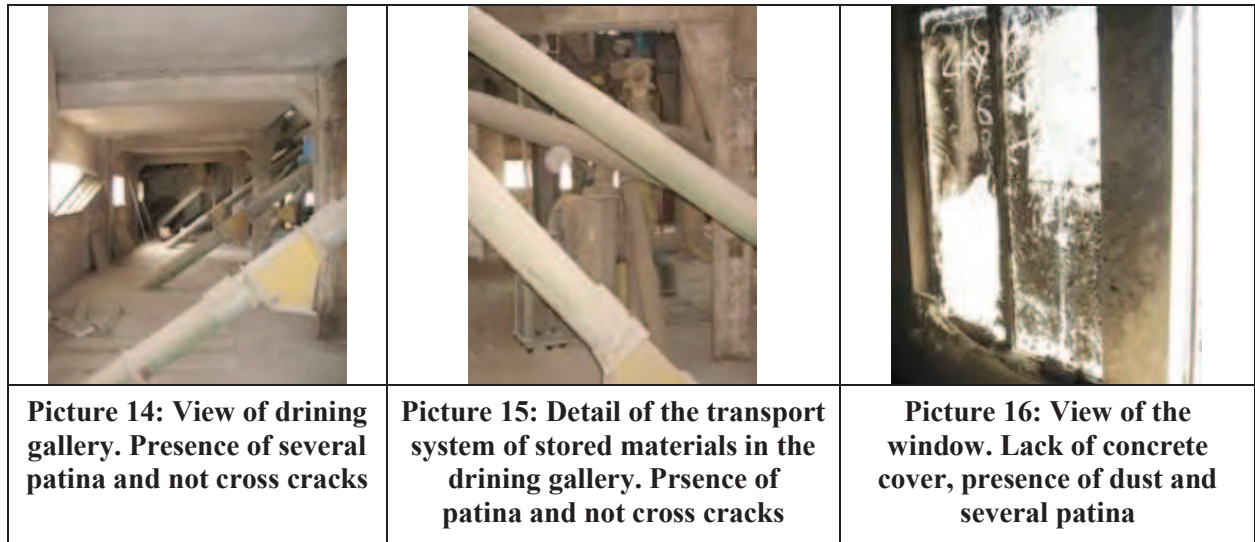 Picture 14: View of drining
gallery. Presence of several
patina and not cross cracks
Picture 15: Detail of the transport
system of stored materials in the
drining gallery. Prsence of
patina and not cross cracks
Picture 16: View of the
window. Lack of concrete
cover, presence of dust and
several patina